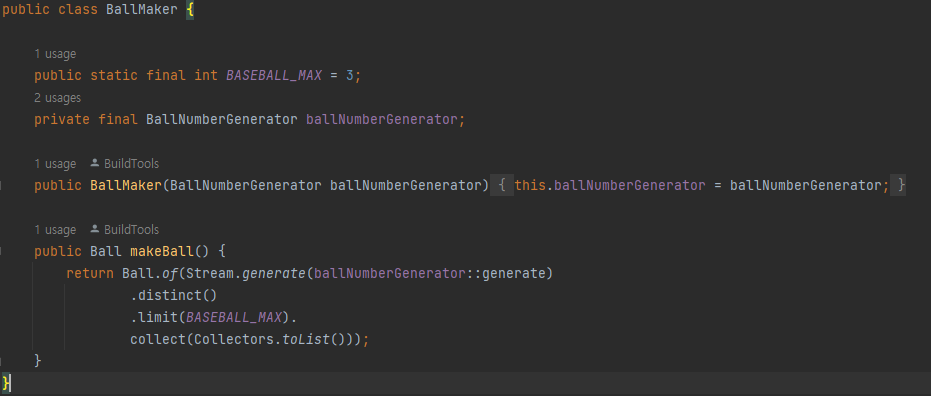 public class BallMaker {
1 usage
public static final int BASEBALL_MAX = 3;
2 usages
private final BallNumberGenerator ballNumberGenerator;
1 usage BuildTools
public BallMaker(BallNumberGenerator ballNumberGenerator) { this.ballNumberGenerator = ballNumberGenerator; }
1 usage BuildTools
public Ball makeBall() {
return Ball.of(Stream.generate(ballNumberGenerator::generate)
.distinct()
.limit(BASEBALL_MAX).
collect(Collectors.toList()));
}
}